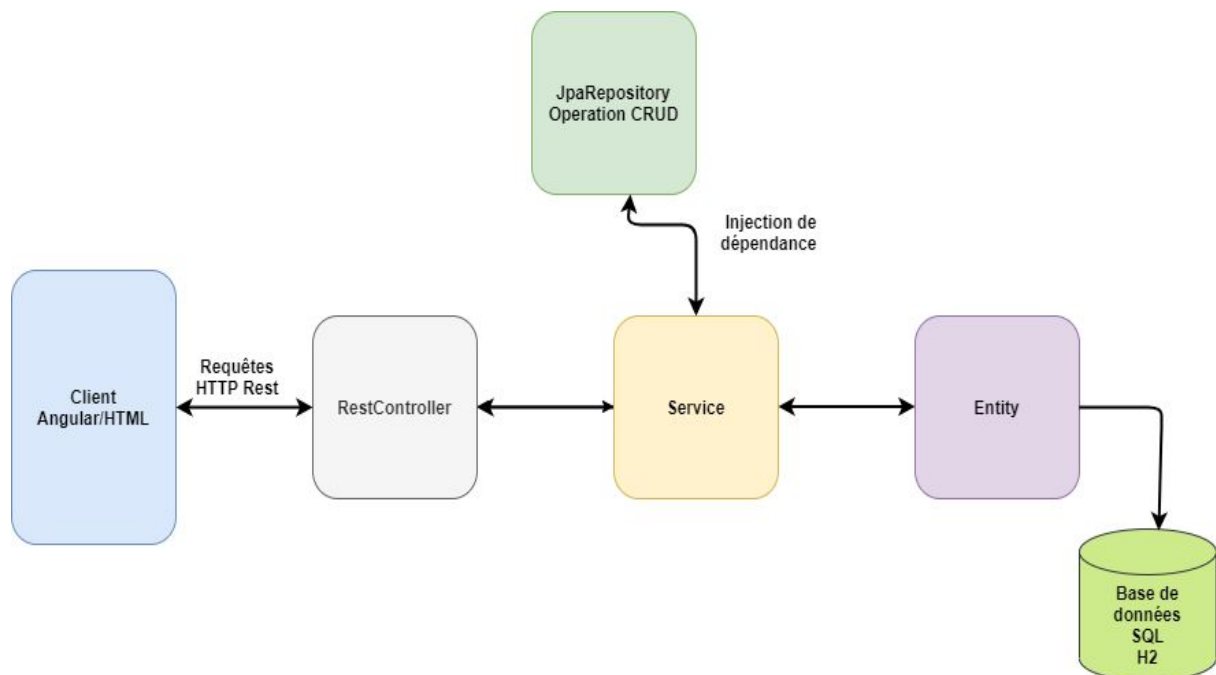 JpaRepository
Operation CRUD
Injection de
dépendance
Requêtes
HTTP Rest
Client
Angular/HTML
RestController
Service
Entity
Base de
données
SQL
H2